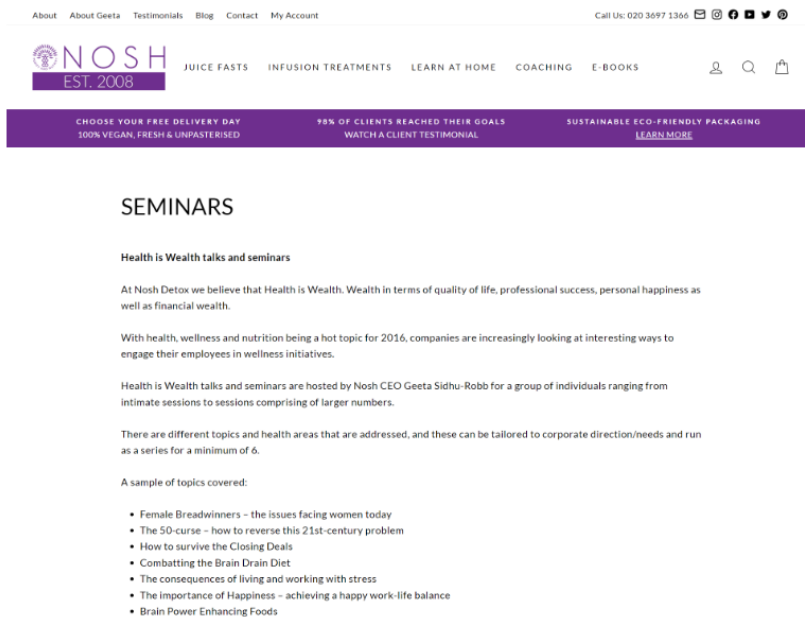 About About Geeta Testimonials Blog Contact My Account
Call Us: 020 3697 1366
NOSH
EST. 2008
JUICE FASTS INFUSION TREATMENTS LEARN AT HOME COACHING E-BOOKS
CHOOSE YOUR FREE DELIVERY DAY
100% VEGAN, FRESH & UNPASTERISED
98% OF CLIENTS REACHED THEIR GOALS
WATCH A CLIENT TESTIMONIAL
SUSTAINABLE ECO-FRIENDLY PACKAGING
LEARN MORE
SEMINARS
Health is Wealth talks and seminars
At Nosh Detox we believe that Health is Wealth. Wealth in terms of quality of life, professional success, personal happiness as
well as financial wealth.
With health, wellness and nutrition being a hot topic for 2016, companies are increasingly looking at interesting ways to
engage their employees in wellness initiatives.
Health is Wealth talks and seminars are hosted by Nosh CEO Geeta Sidhu-Robb for a group of individuals ranging from
intimate sessions to sessions comprising of larger numbers.
There are different topics and health areas that are addressed, and these can be tailored to corporate direction/needs and run
as a series for a minimum of 6.
A sample of topics covered:
• Female Breadwinners – the issues facing women today
• The 50-curse – how to reverse this 21st-century problem
• How to survive the Closing Deals
• Combatting the Brain Drain Diet
• The consequences of living and working with stress
• The importance of Happiness – achieving a happy work-life balance
• Brain Power Enhancing Foods